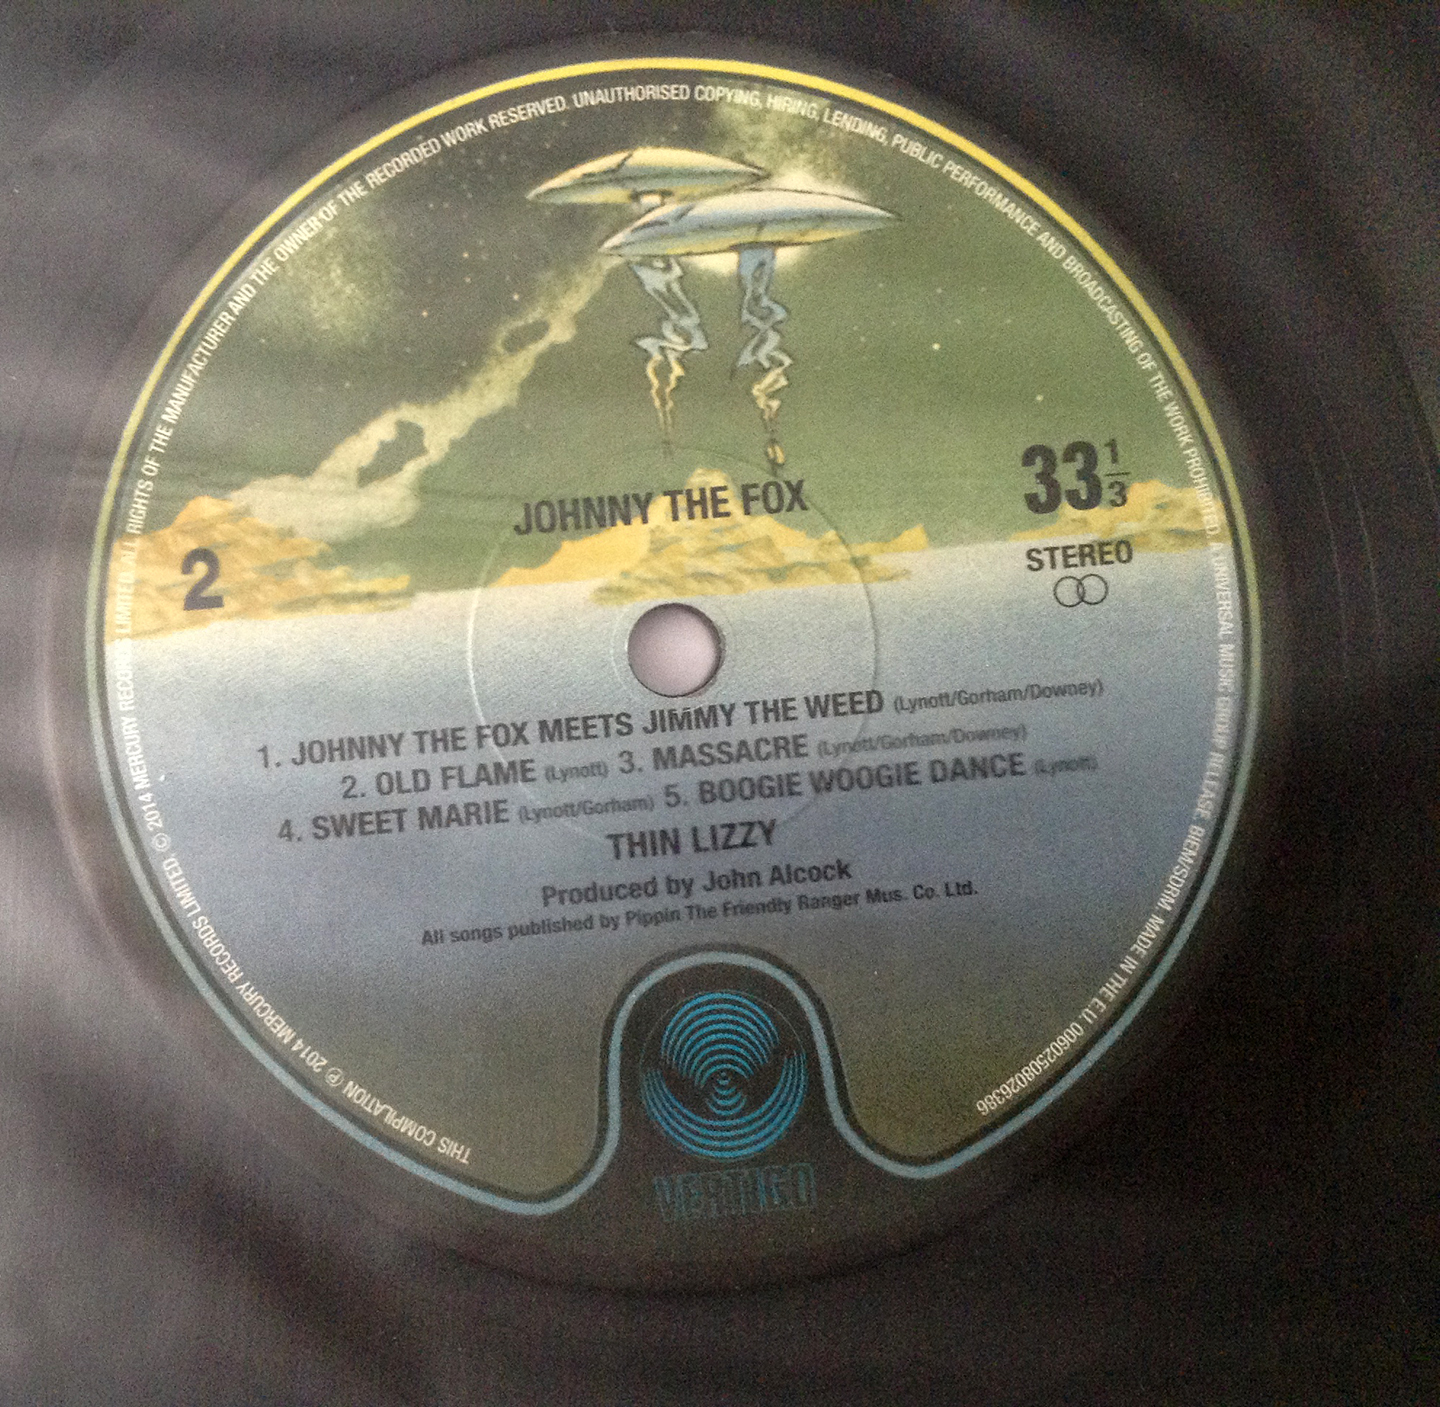 THIS COMPILATION ℗ 2014 MERCURY RECORDS LIMITED. © 2014 MERCURY RECORDS LIMITED. ALL RIGHTS OF THE MANUFACTURER AND THE OWNER OF THE RECORDED WORK RESERVED. UNAUTHORISED COPYING, HIRING, LENDING, PUBLIC PERFORMANCE AND BROADCASTING OF THE WORK PROHIBITED. A UNIVERSAL MUSIC GROUP RELEASE. BIEM/SDRM. MADE IN THE E.U. 00602508026386
JOHNNY THE FOX
33 1/3
2
STEREO
1. JOHNNY THE FOX MEETS JIMMY THE WEED (Lynott/Gorham/Downey)
2. OLD FLAME (Lynott) 3. MASSACRE (Lynott/Gorham/Downey)
4. SWEET MARIE (Lynott/Gorham) 5. BOOGIE WOOGIE DANCE (Lynott)
THIN LIZZY
Produced by John Alcock
All songs published by Pippin The Friendly Ranger Mus. Co. Ltd.
VERTIGO